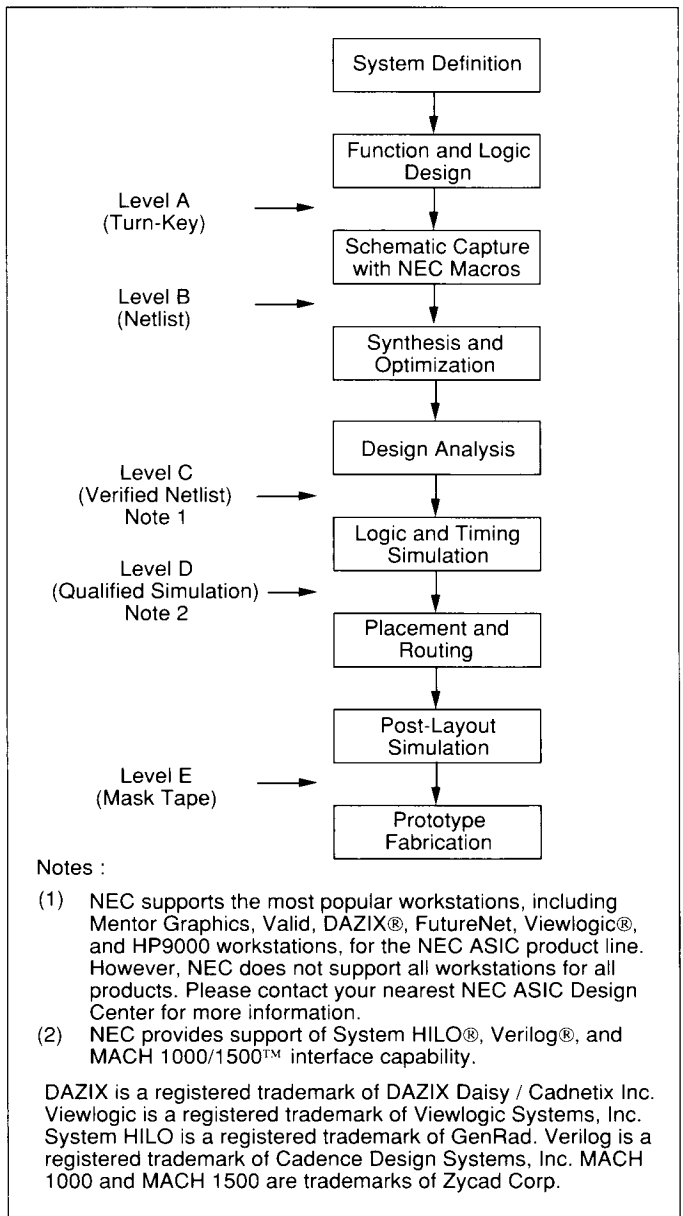 System Definition
Function and Logic
Design
Level A
(Turn-Key)
Schematic Capture
with NEC Macros
Level B
(Netlist)
Synthesis and
Optimization
Design Analysis
Level C
(Verified Netlist)
Note 1
Logic and Timing
Simulation
Level D
(Qualified Simulation)
Note 2
Placement and
Routing
Post-Layout
Simulation
Level E
(Mask Tape)
Prototype
Fabrication
Notes :
(1) NEC supports the most popular workstations, including
Mentor Graphics, Valid, DAZIX®, FutureNet, Viewlogic®,
and HP9000 workstations, for the NEC ASIC product line.
However, NEC does not support all workstations for all
products. Please contact your nearest NEC ASIC Design
Center for more information.
(2) NEC provides support of System HILO®, Verilog®, and
MACH 1000/1500™ interface capability.
DAZIX is a registered trademark of DAZIX Daisy / Cadnetix Inc.
Viewlogic is a registered trademark of Viewlogic Systems, Inc.
System HILO is a registered trademark of GenRad. Verilog is a
registered trademark of Cadence Design Systems, Inc. MACH
1000 and MACH 1500 are trademarks of Zycad Corp.